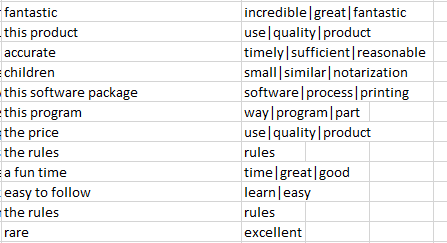 fantastic incredible|great|fantastic
this product use|quality|product
accurate timely|sufficient|reasonable
children small|similar|notarization
this software package software|process|printing
this program way|program|part
the price use|quality|product
the rules rules
a fun time time|great|good
easy to follow learn|easy
the rules rules
rare excellent